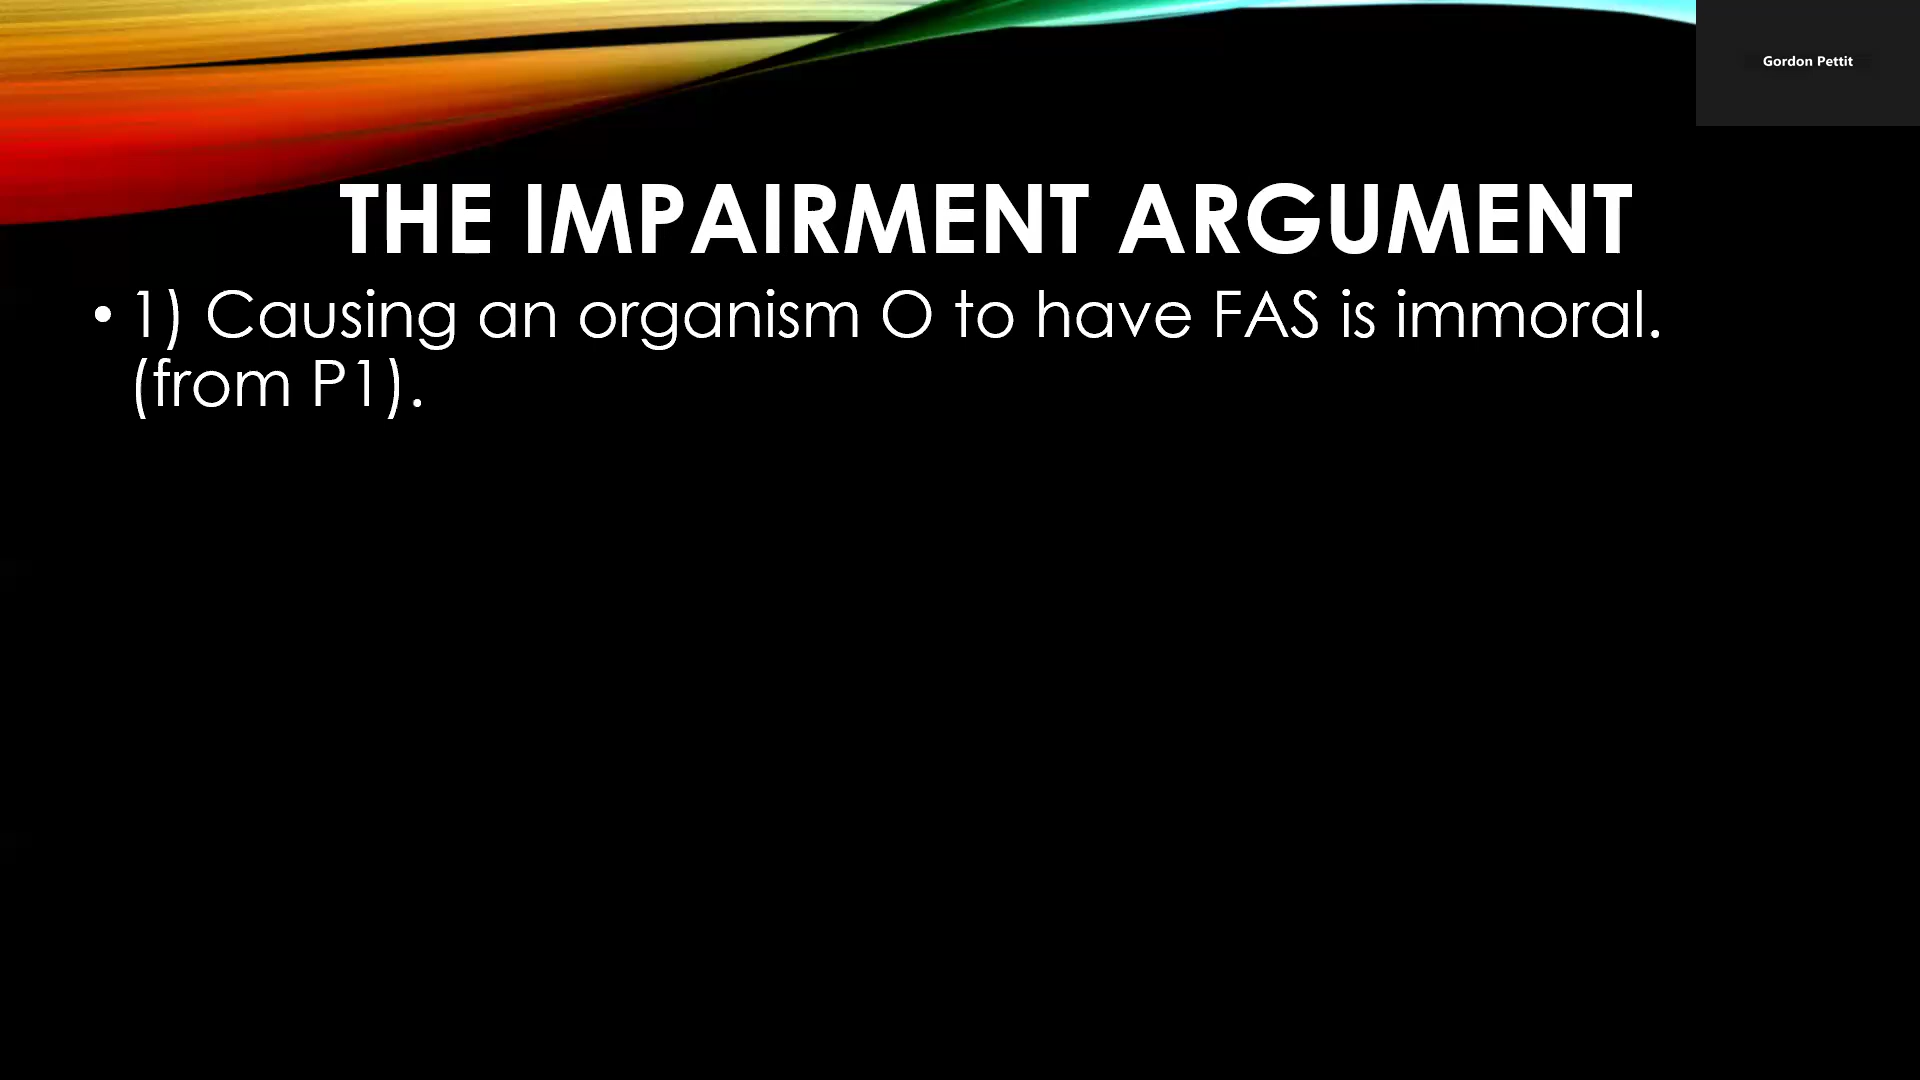 Gordon Pettit
THE IMPAIRMENT ARGUMENT
• 1) Causing an organism O to have FAS is immoral.
(from P1).